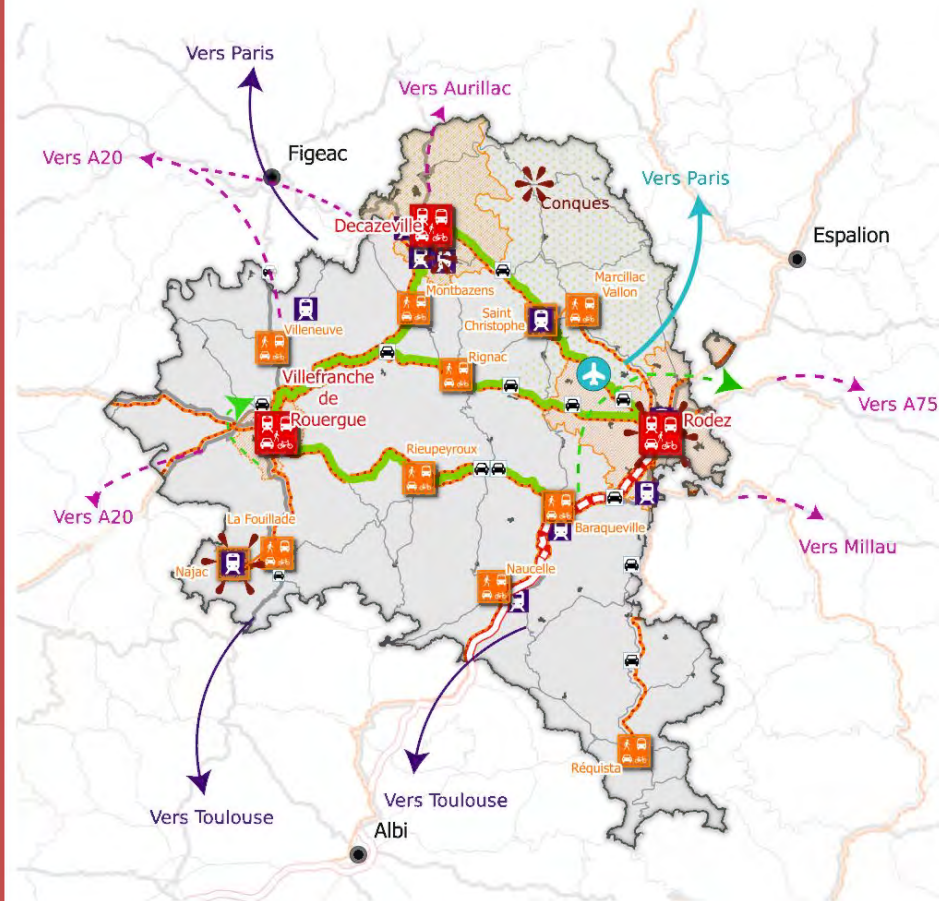 Vers Paris
Vers Aurillac
Vers A20
Figeac
Vers Paris
Conques
Decazeville
Espalion
Montbazens
Marcillac
Vallon
Saint
Christophe
Villeneuve
Rignac
Villefranche
de
Rouergue
Vers A75
Rodez
Rieupeyroux
Vers A20
La Fouillade
Baraqueville
Vers Millau
Najac
Naucelle
Réquista
Vers Toulouse
Vers Toulouse
Albi